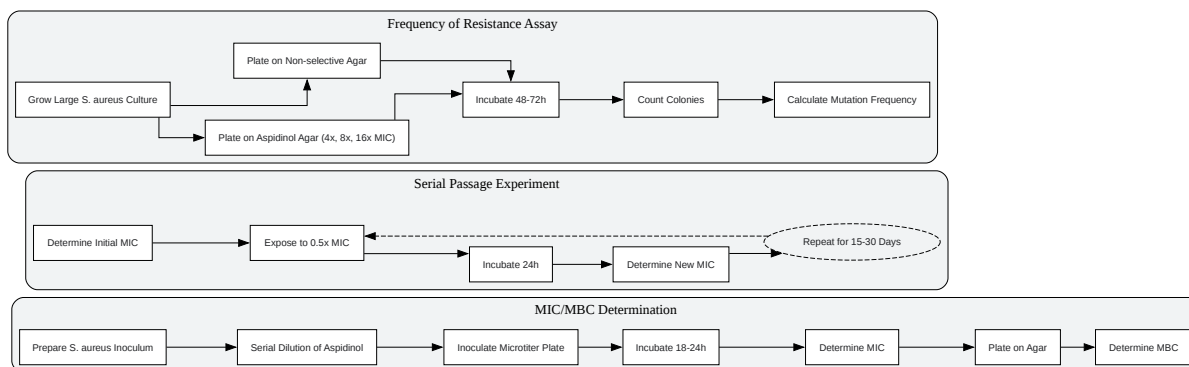 Frequency of Resistance Assay
Plate on Non-selective Agar
Grow Large S. aureus Culture
Incubate 48-72h
Count Colonies
Calculate Mutation Frequency
Plate on Aspidinol Agar (4x, 8x, 16x MIC)
Serial Passage Experiment
Determine Initial MIC
Expose to 0.5x MIC
Repeat for 15-30 Days
Incubate 24h
Determine New MIC
MIC/MBC Determination
Prepare S. aureus Inoculum
Serial Dilution of Aspidinol
Inoculate Microtiter Plate
Incubate 18-24h
Determine MIC
Plate on Agar
Determine MBC